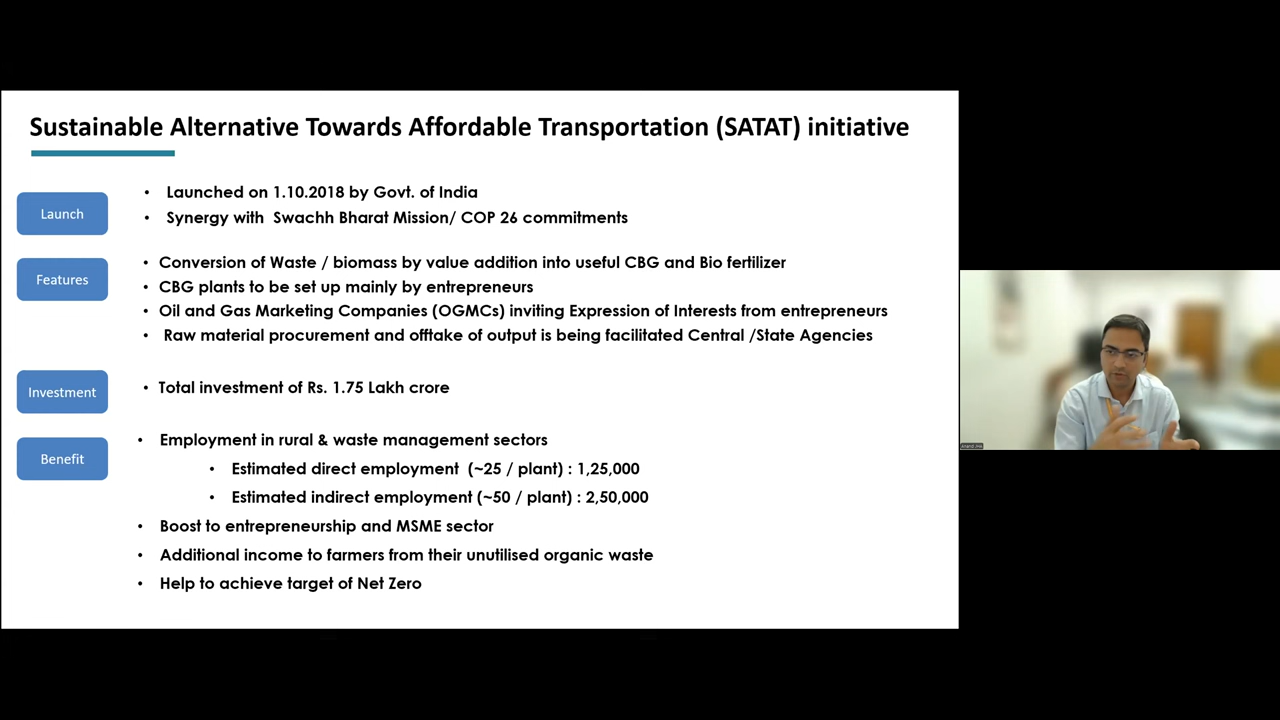 Sustainable Alternative Towards Affordable Transportation (SATAT) initiative
Launch
• Launched on 1.10.2018 by Govt. of India
• Synergy with Swachh Bharat Mission/ COP 26 commitments
Features
• Conversion of Waste / biomass by value addition into useful CBG and Bio fertilizer
• CBG plants to be set up mainly by entrepreneurs
• Oil and Gas Marketing Companies (OGMCs) inviting Expression of Interests from entrepreneurs
• Raw material procurement and offtake of output is being facilitated Central /State Agencies
Investment
• Total investment of Rs. 1.75 Lakh crore
Benefit
• Employment in rural & waste management sectors
• Estimated direct employment (~25 / plant) : 1,25,000
• Estimated indirect employment (~50 / plant) : 2,50,000
• Boost to entrepreneurship and MSME sector
• Additional income to farmers from their unutilised organic waste
• Help to achieve target of Net Zero
Anand Jha